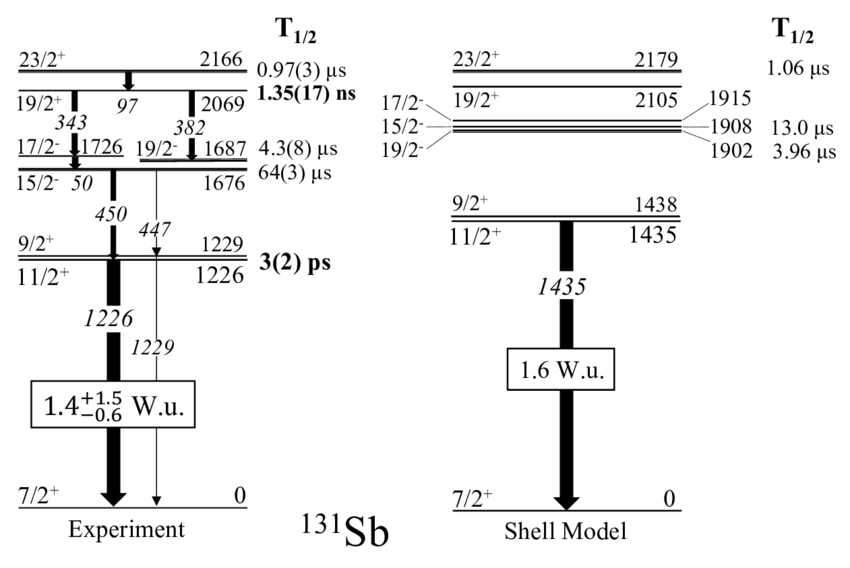 T1/2
23/2+ 2166 0.97(3) μs
19/2+ 97 2069 1.35(17) ns
343 382
17/2- 1726 19/2- 1687 4.3(8) μs
15/2- 50 1676 64(3) μs
450 447
9/2+ 1229
11/2+ 1226 3(2) ps
1226
1229
1.4+1.5−0.6 W.u.
7/2+ 0
Experiment
131Sb
T1/2
23/2+ 2179 1.06 μs
19/2+ 2105
17/2- 1915
15/2- 1908 13.0 μs
19/2- 1902 3.96 μs
9/2+ 1438
11/2+ 1435
1435
1.6 W.u.
7/2+ 0
Shell Model